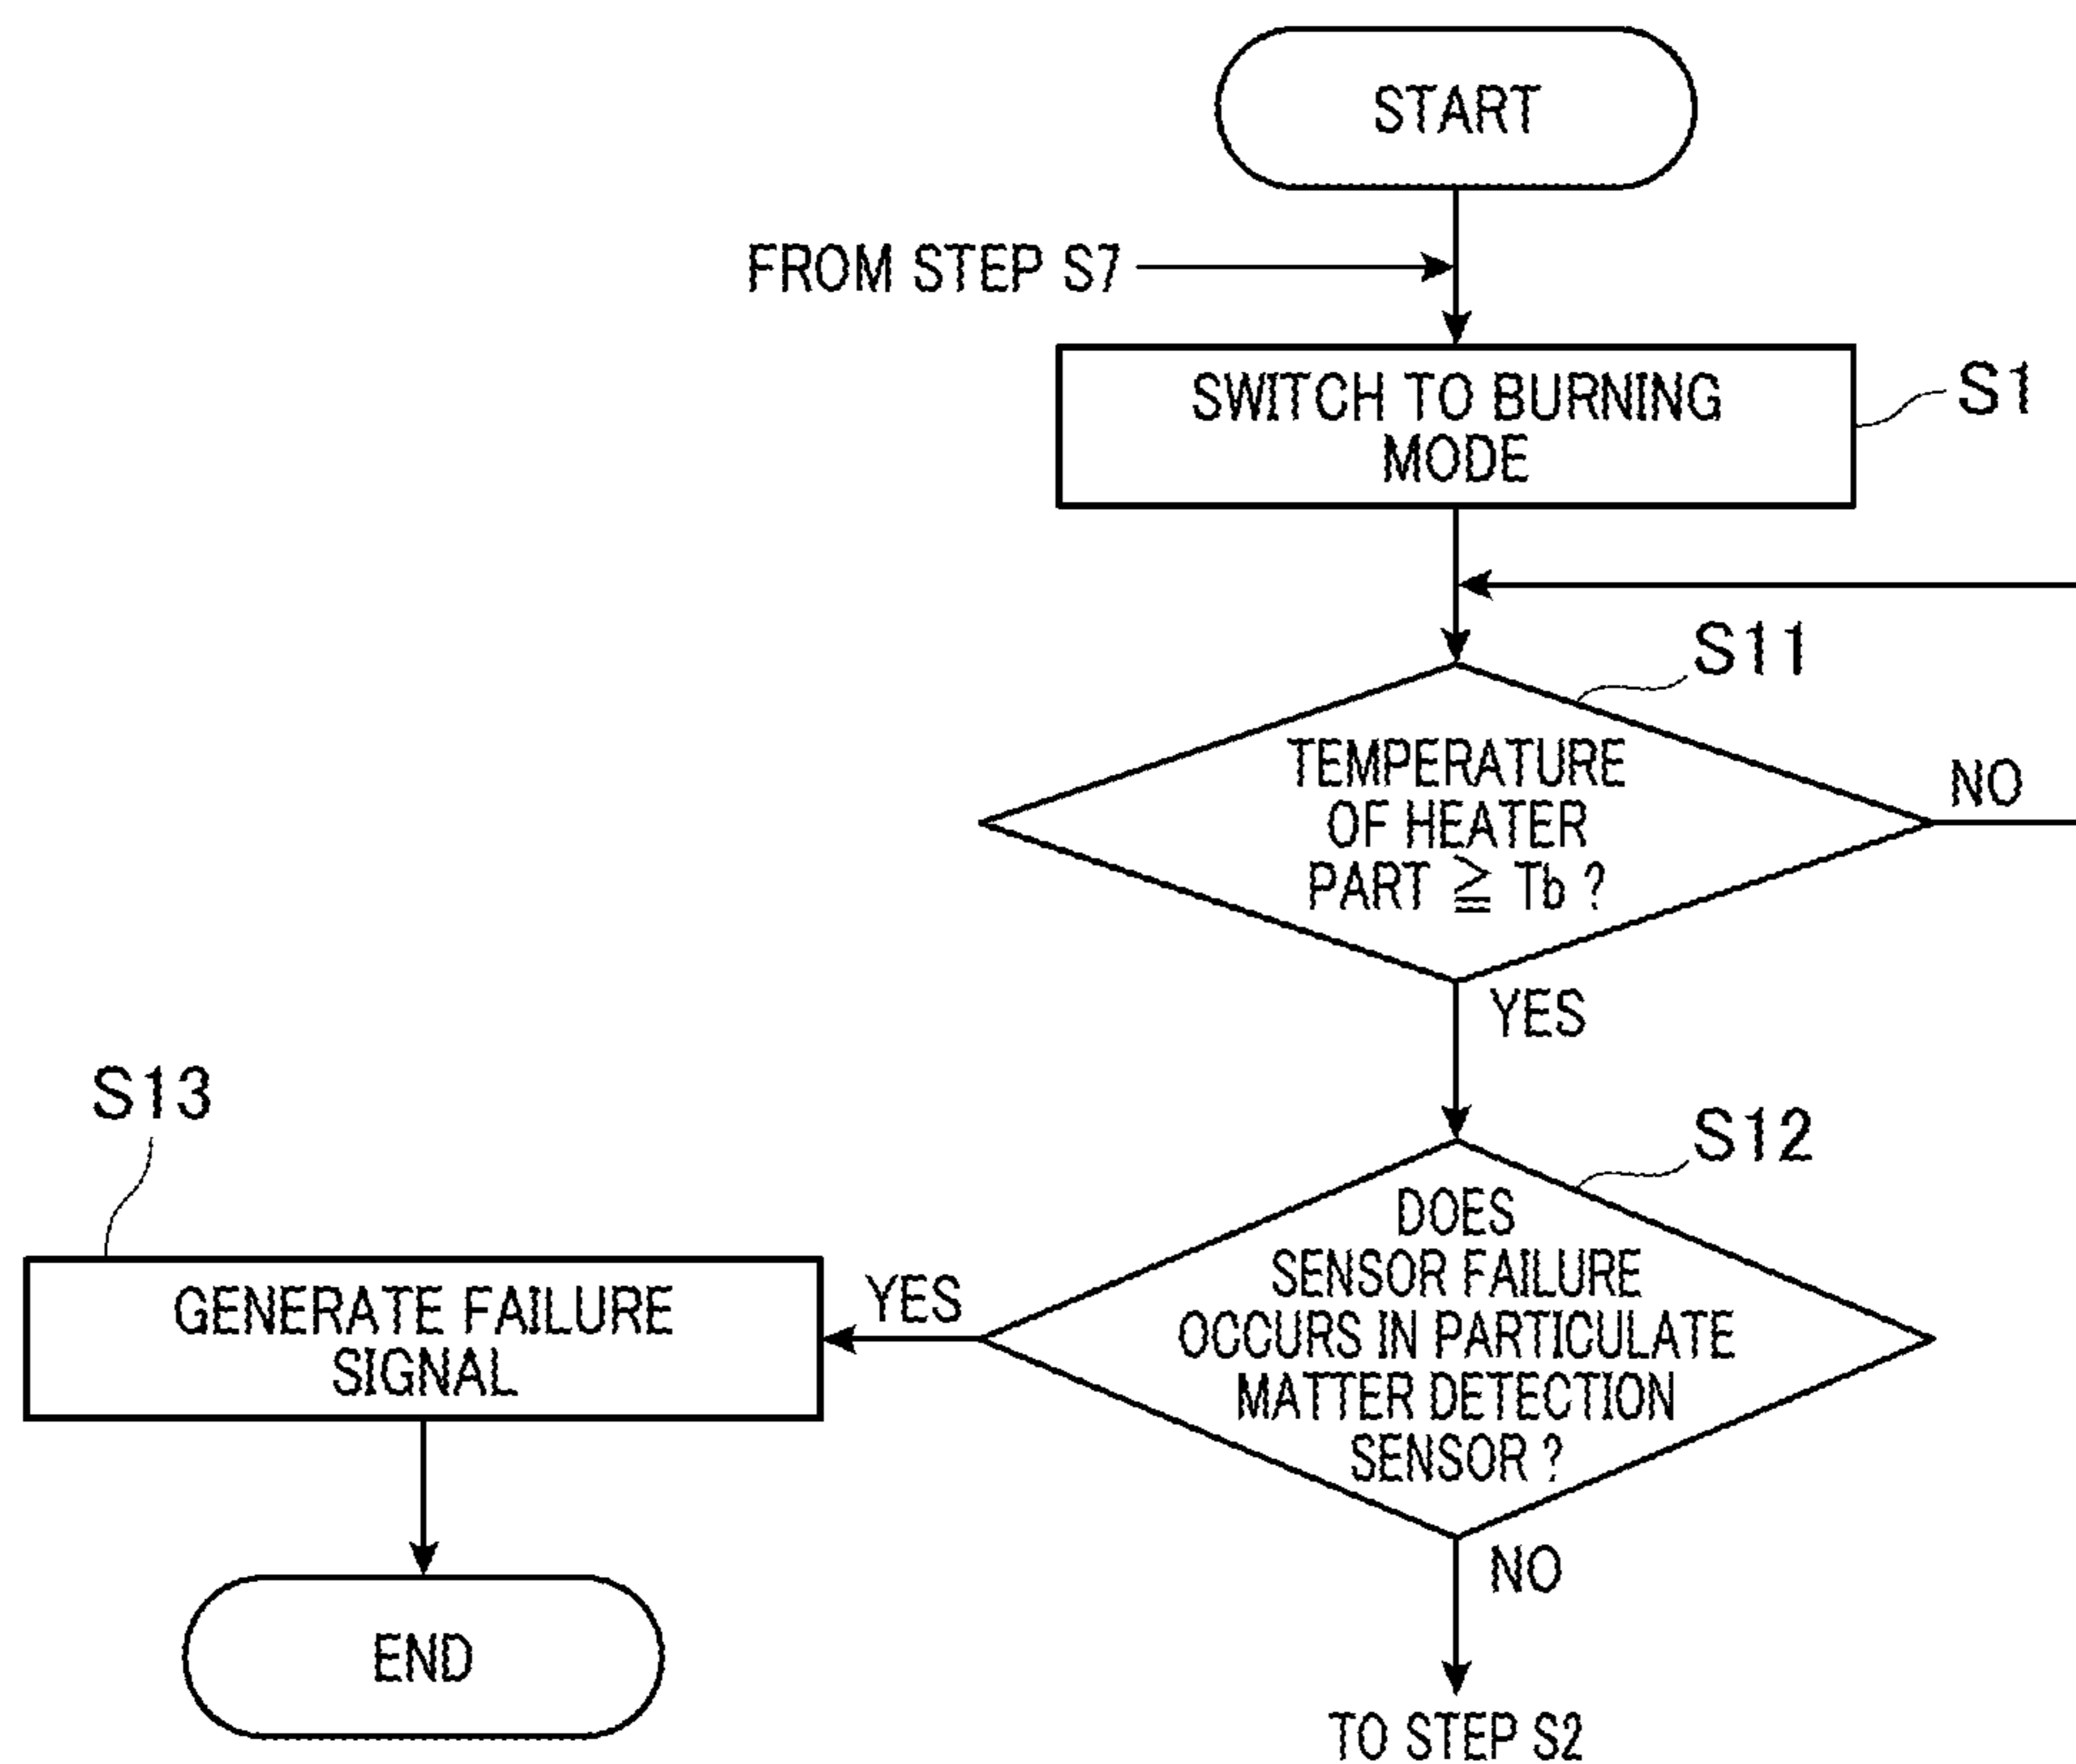 START
FROM STEP S7
SWITCH TO BURNING
MODE
S1
S11
TEMPERATURE
OF HEATER
PART ≧ Tb ?
NO
YES
S12
DOES
SENSOR FAILURE
OCCURS IN PARTICULATE
MATTER DETECTION
SENSOR ?
YES
S13
GENERATE FAILURE
SIGNAL
END
NO
TO STEP S2